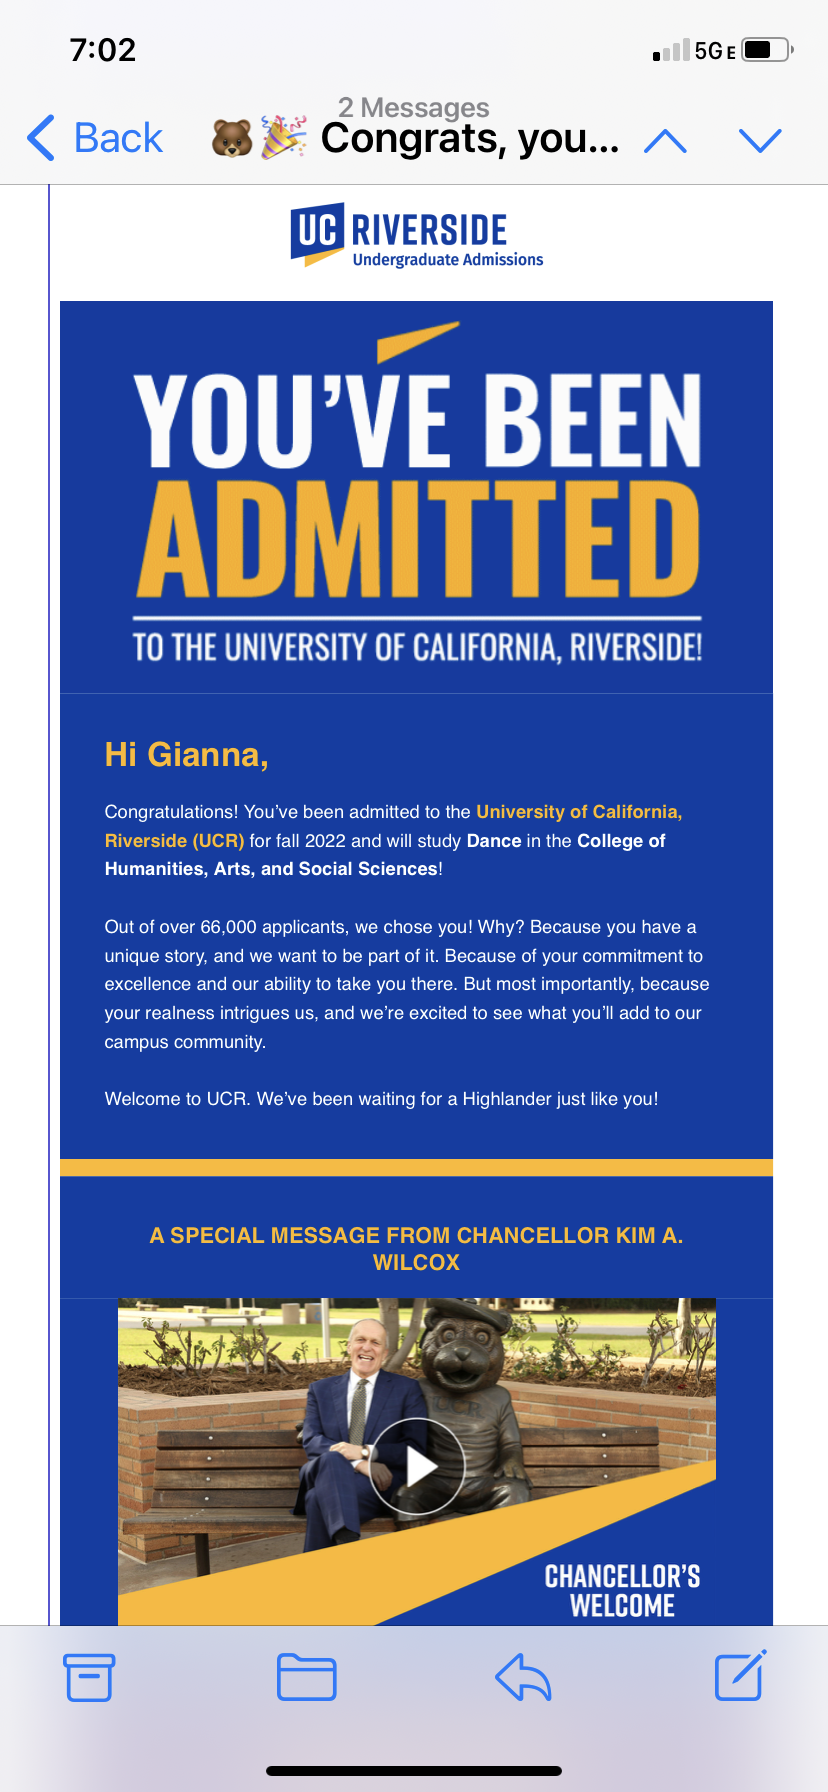 7:02
5G E
2 Messages
Back
🐻🎉 Congrats, you...
UC RIVERSIDE
Undergraduate Admissions
YOU'VE BEEN
ADMITTED
TO THE UNIVERSITY OF CALIFORNIA, RIVERSIDE!
Hi Gianna,
Congratulations! You've been admitted to the University of California,
Riverside (UCR) for fall 2022 and will study Dance in the College of
Humanities, Arts, and Social Sciences!
Out of over 66,000 applicants, we chose you! Why? Because you have a
unique story, and we want to be part of it. Because of your commitment to
excellence and our ability to take you there. But most importantly, because
your realness intrigues us, and we're excited to see what you'll add to our
campus community.
Welcome to UCR. We've been waiting for a Highlander just like you!
A SPECIAL MESSAGE FROM CHANCELLOR KIM A.
WILCOX
UCR
CHANCELLOR'S
WELCOME